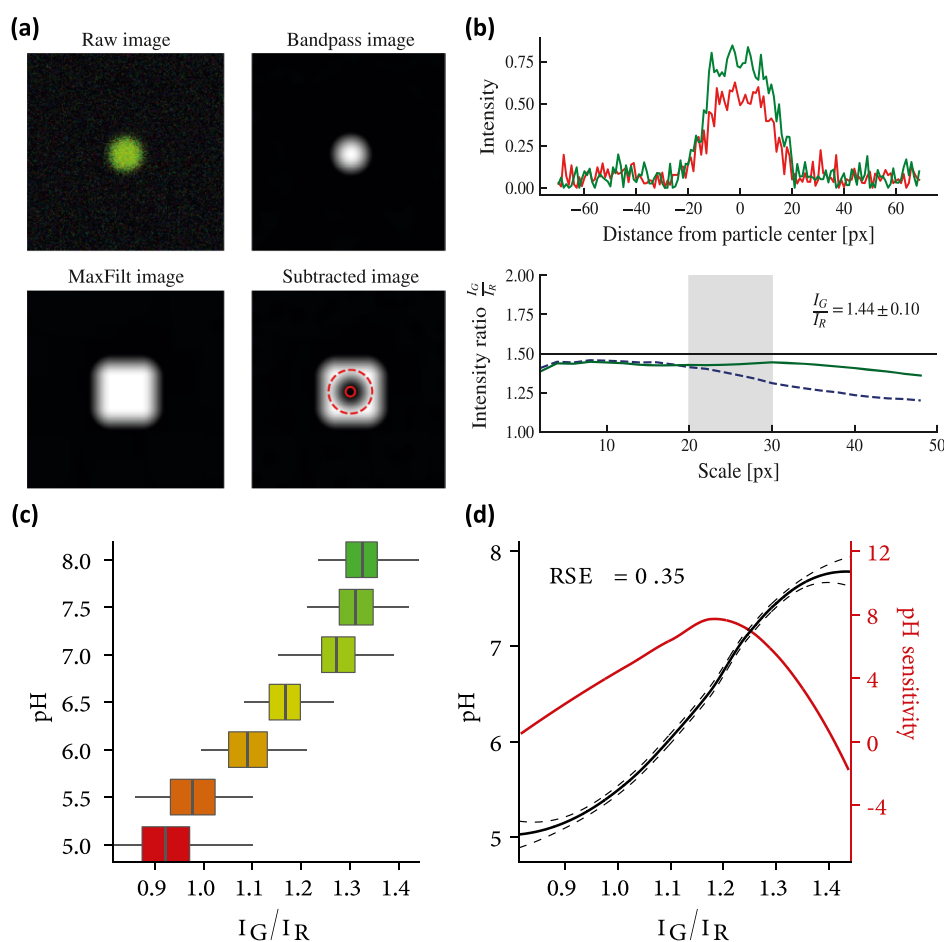 (a)
Raw image
Bandpass image
MaxFilt image
Subtracted image
(b)
Intensity
0.75
0.50
0.25
0.00
−60 −40 −20 0 20 40 60
Distance from particle center [px]
Intensity ratio I_G/I_R
2.00
1.75
1.50
1.25
1.00
I_G/I_R = 1.44 ± 0.10
10 20 30 40 50
Scale [px]
(c)
pH
8.0
7.5
7.0
6.5
6.0
5.5
5.0
0.9 1.0 1.1 1.2 1.3 1.4
I_G/I_R
(d)
RSE = 0.35
pH
8
7
6
5
12
8
4
0
-4
pH sensitivity
0.9 1.0 1.1 1.2 1.3 1.4
I_G/I_R